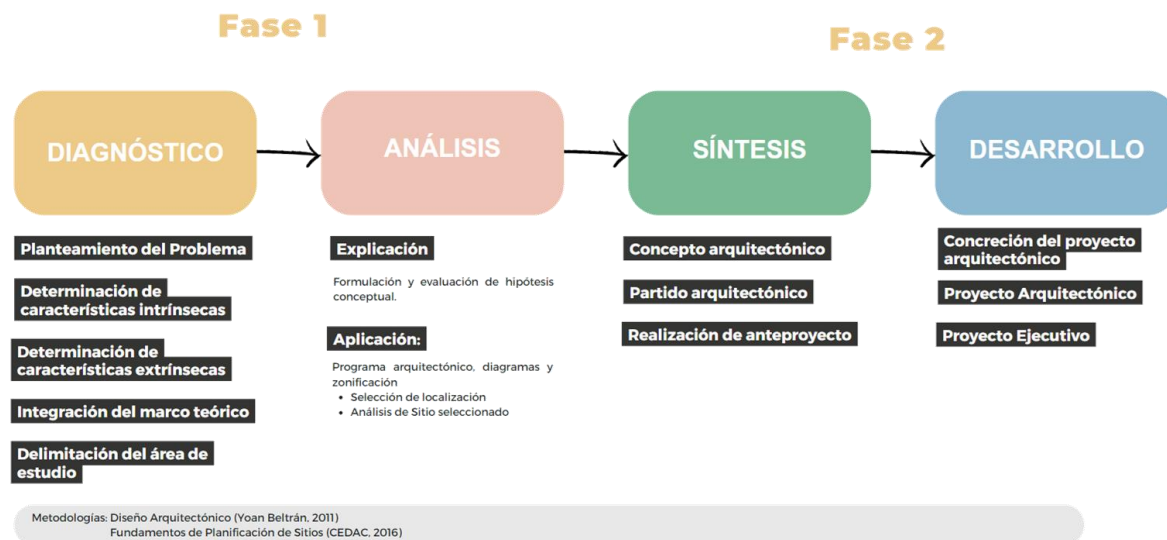 Fase 1
Fase 2
DIAGNÓSTICO
ANÁLISIS
SÍNTESIS
DESARROLLO
Planteamiento del Problema
Determinación de
características intrínsecas
Determinación de
características extrínsecas
Integración del marco teórico
Delimitación del área de
estudio
Explicación
Formulación y evaluación de hipótesis
conceptual.
Aplicación:
Programa arquitectónico, diagramas y
zonificación
• Selección de localización
• Análisis de Sitio seleccionado
Concepto arquitectónico
Partido arquitectónico
Realización de anteproyecto
Concreción del proyecto
arquitectónico
Proyecto Arquitectónico
Proyecto Ejecutivo
Metodologías: Diseño Arquitectónico (Yoan Beltrán, 2011)
Fundamentos de Planificación de Sitios (CEDAC, 2016)